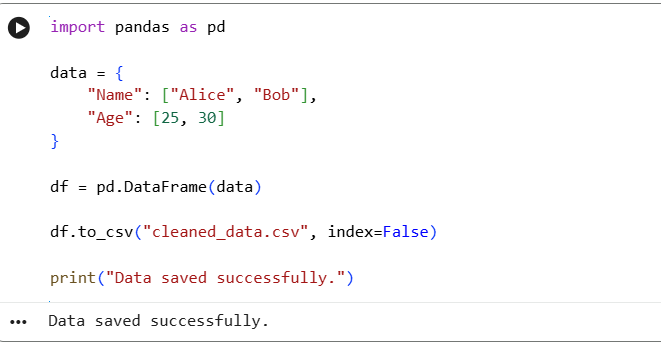 import pandas as pd
data = {
    "Name": ["Alice", "Bob"],
    "Age": [25, 30]
}
df = pd.DataFrame(data)
df.to_csv("cleaned_data.csv", index=False)
print("Data saved successfully.")
Data saved successfully.